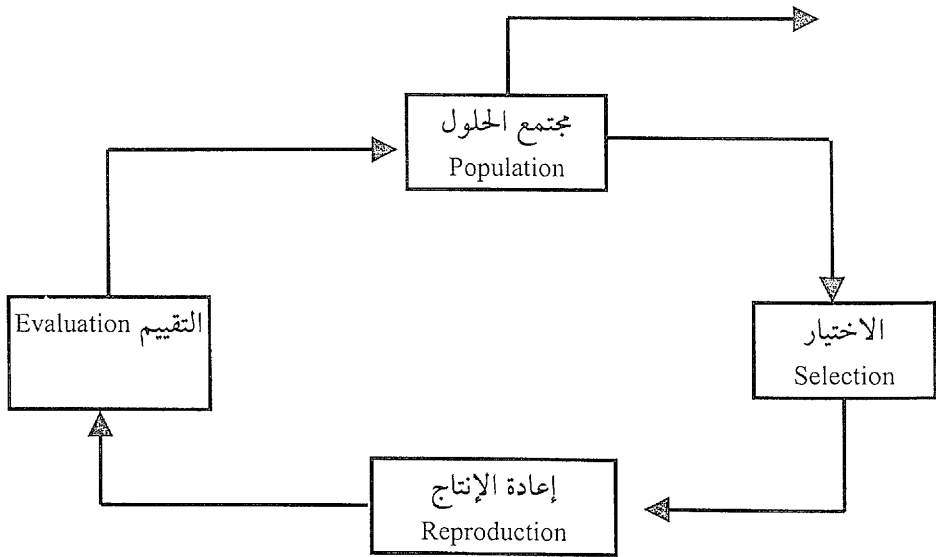 مجتمع الحلول
Population
التقييم Evaluation
الاختيار
Selection
إعادة الإنتاج
Reproduction